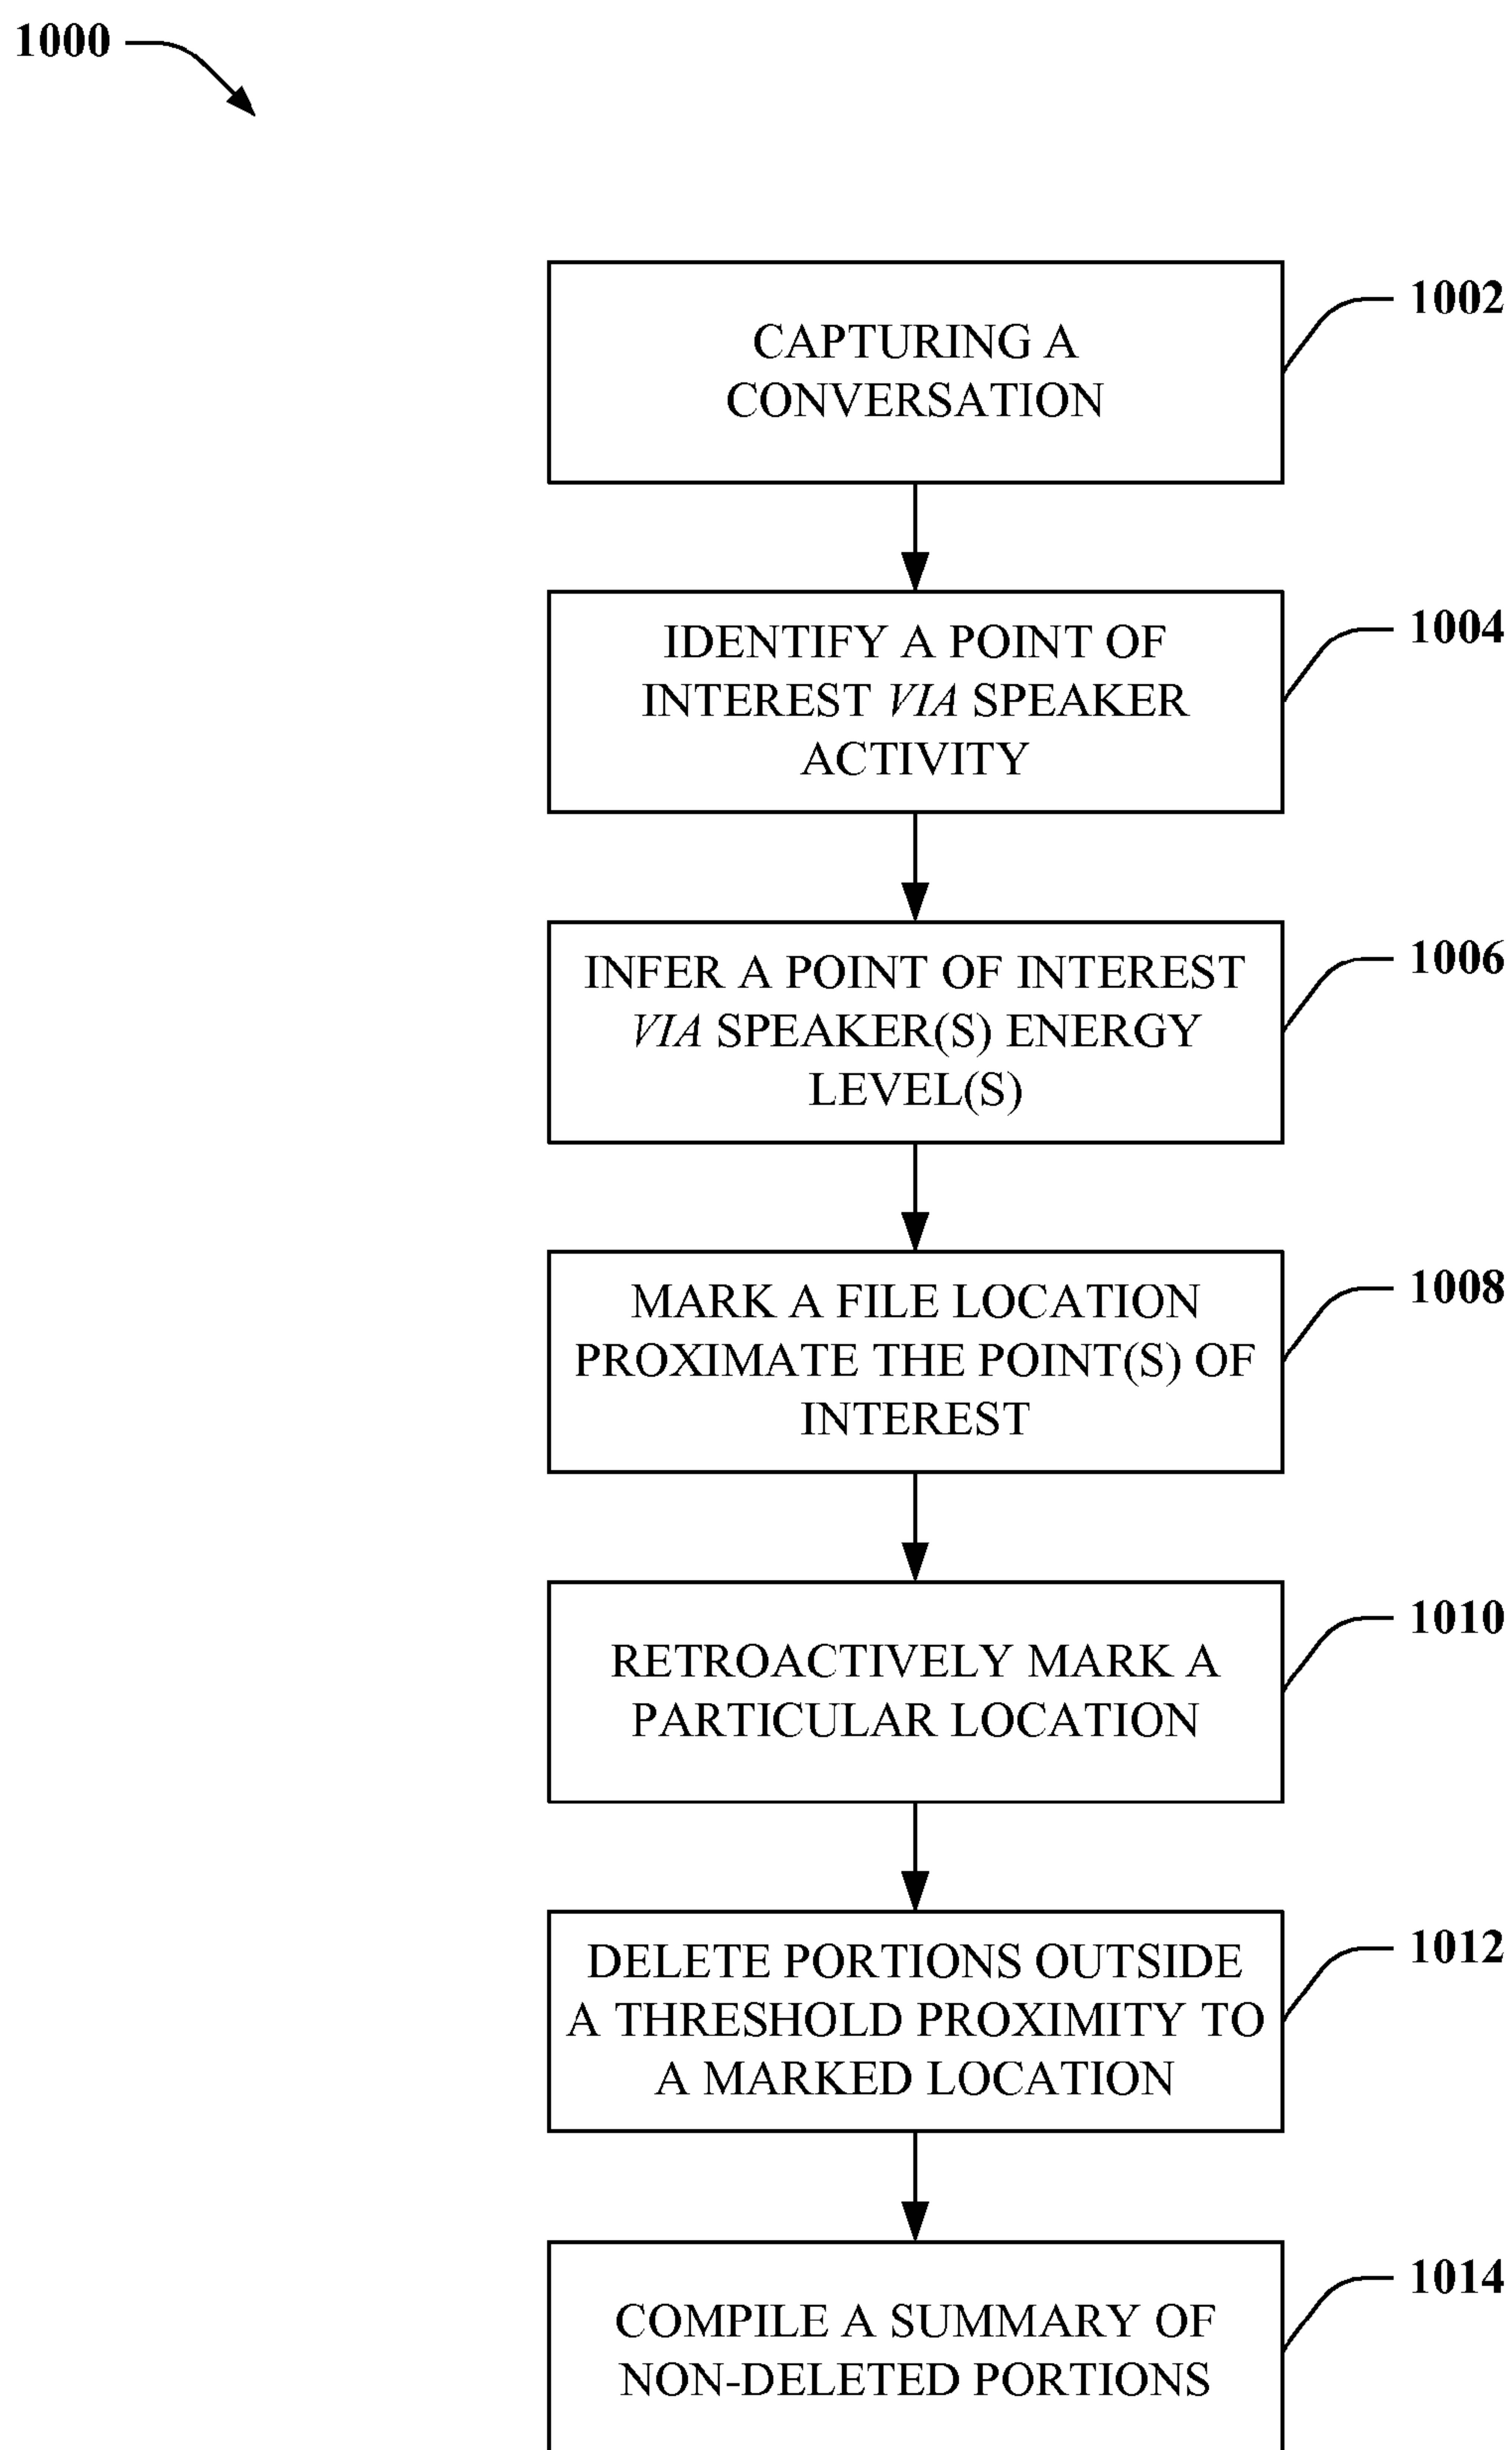 1000
CAPTURING A
CONVERSATION
1002
IDENTIFY A POINT OF
INTEREST VIA SPEAKER
ACTIVITY
1004
INFER A POINT OF INTEREST
VIA SPEAKER(S) ENERGY
LEVEL(S)
1006
MARK A FILE LOCATION
PROXIMATE THE POINT(S) OF
INTEREST
1008
RETROACTIVELY MARK A
PARTICULAR LOCATION
1010
DELETE PORTIONS OUTSIDE
A THRESHOLD PROXIMITY TO
A MARKED LOCATION
1012
COMPILE A SUMMARY OF
NON-DELETED PORTIONS
1014